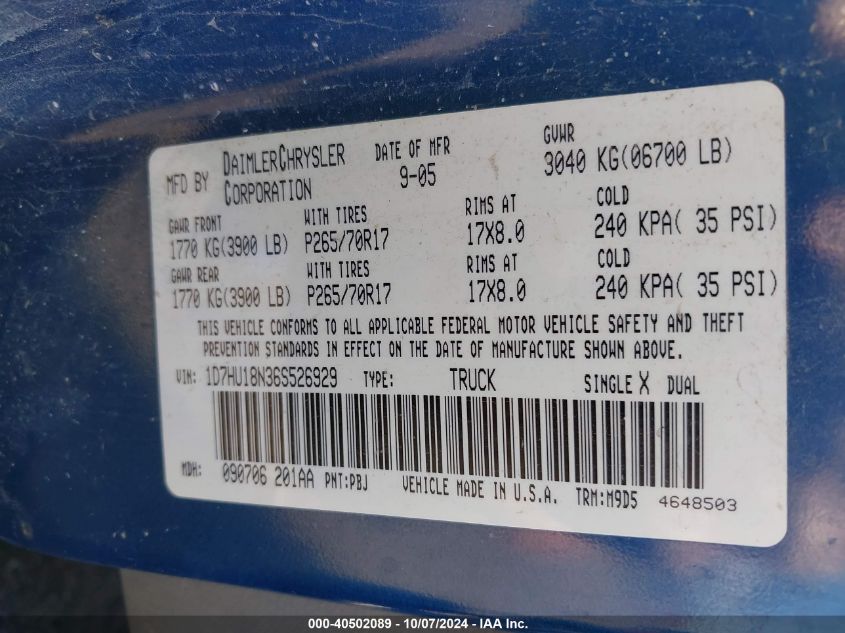 MFD BY DAIMLERCHRYSLER CORPORATION DATE OF MFR 9-05 GVWR 3040 KG(06700 LB)
GAWR FRONT WITH TIRES RIMS AT COLD
1770 KG(3900 LB) P265/70R17 17X8.0 240 KPA( 35 PSI)
GAWR REAR WITH TIRES RIMS AT COLD
1770 KG(3900 LB) P265/70R17 17X8.0 240 KPA( 35 PSI)
THIS VEHICLE CONFORMS TO ALL APPLICABLE FEDERAL MOTOR VEHICLE SAFETY AND THEFT
PREVENTION STANDARDS IN EFFECT ON THE DATE OF MANUFACTURE SHOWN ABOVE.
VIN: 1D7HU18N36S526929 TYPE: TRUCK SINGLE X DUAL
MDH: 090706 201AA PNT:PBJ VEHICLE MADE IN U.S.A. TRM:M9D5 4648503
000-40502089 - 10/07/2024 - www.iaai.com